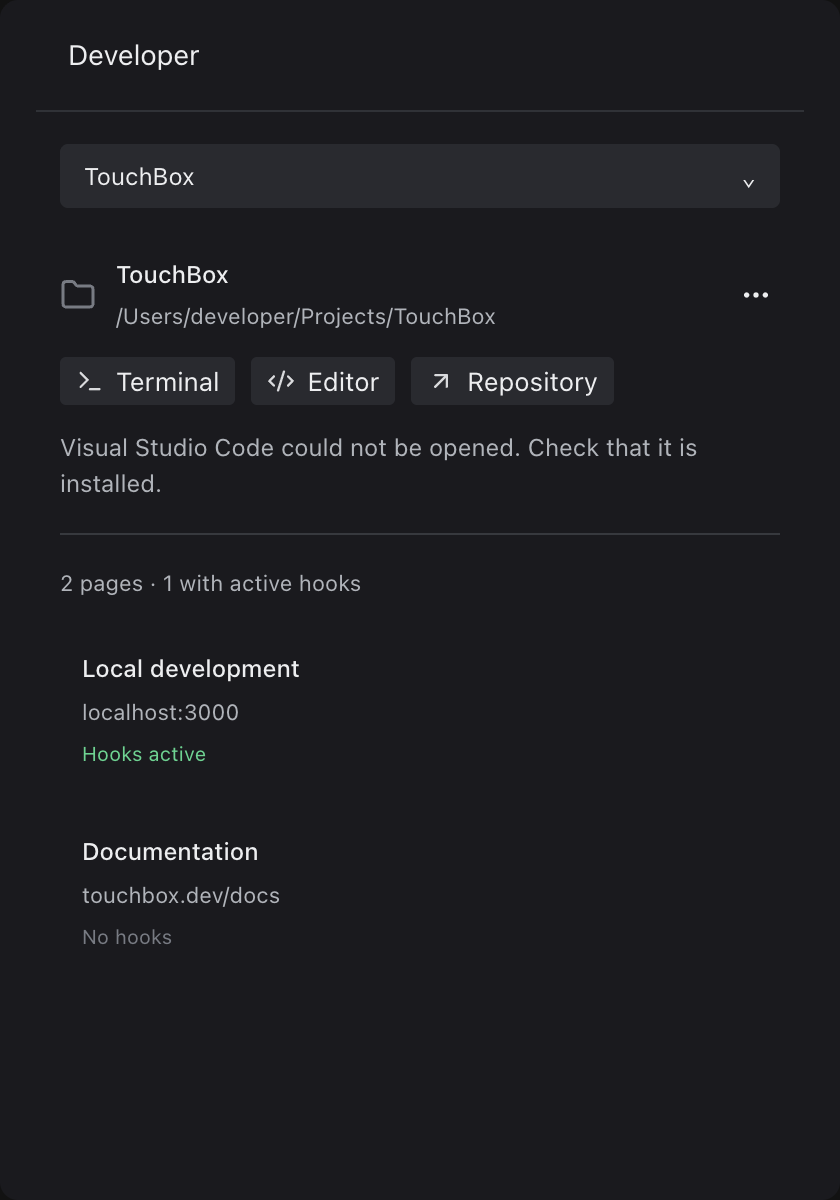 Developer
TouchBox
TouchBox
/Users/developer/Projects/TouchBox
Terminal
Editor
Repository
Visual Studio Code could not be opened. Check that it is
installed.
2 pages · 1 with active hooks
Local development
localhost:3000
Hooks active
Documentation
touchbox.dev/docs
No hooks